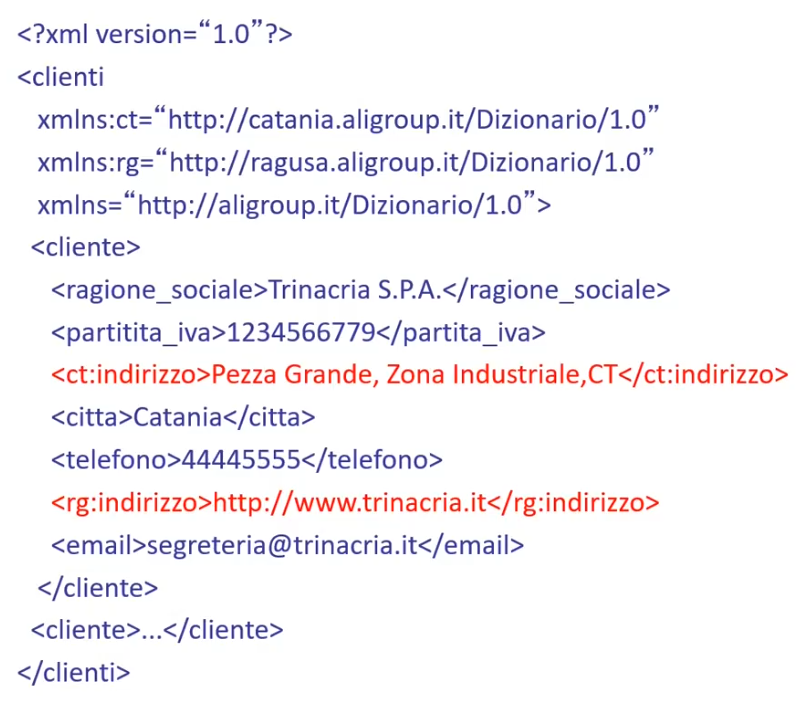 <?xml version=“1.0”?>
<clienti
xmlns:ct=“http://catania.aligroup.it/Dizionario/1.0”
xmlns:rg=“http://ragusa.aligroup.it/Dizionario/1.0”
xmlns=“http://aligroup.it/Dizionario/1.0”>
<cliente>
<ragione_sociale>Trinacria S.P.A.</ragione_sociale>
<partitita_iva>1234566779</partita_iva>
<ct:indirizzo>Pezza Grande, Zona Industriale,CT</ct:indirizzo>
<citta>Catania</citta>
<telefono>44445555</telefono>
<rg:indirizzo>http://www.trinacria.it</rg:indirizzo>
<email>segreteria@trinacria.it</email>
</cliente>
<cliente>...</cliente>
</clienti>